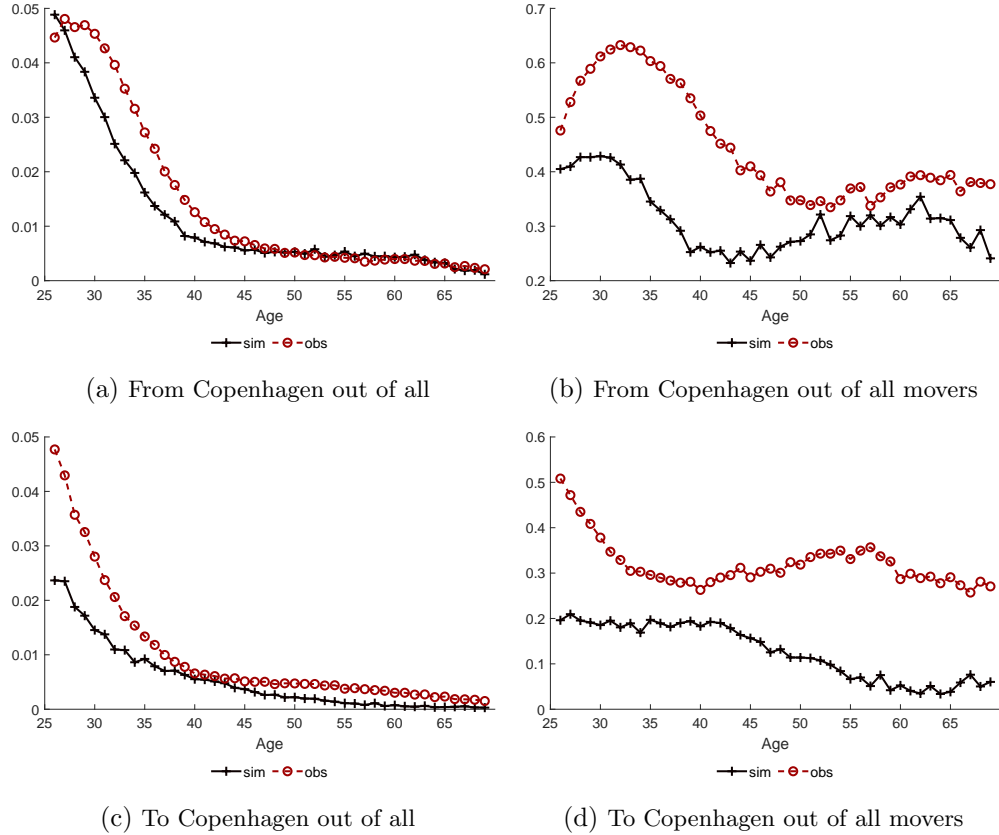 0.05
0.04
0.03
0.02
0.01
0
25 30 35 40 45 50 55 60 65
Age
sim obs
(a) From Copenhagen out of all
0.7
0.6
0.5
0.4
0.3
0.2
25 30 35 40 45 50 55 60 65
Age
sim obs
(b) From Copenhagen out of all movers
0.05
0.04
0.03
0.02
0.01
0
25 30 35 40 45 50 55 60 65
Age
sim obs
(c) To Copenhagen out of all
0.6
0.5
0.4
0.3
0.2
0.1
0
25 30 35 40 45 50 55 60 65
Age
sim obs
(d) To Copenhagen out of all movers